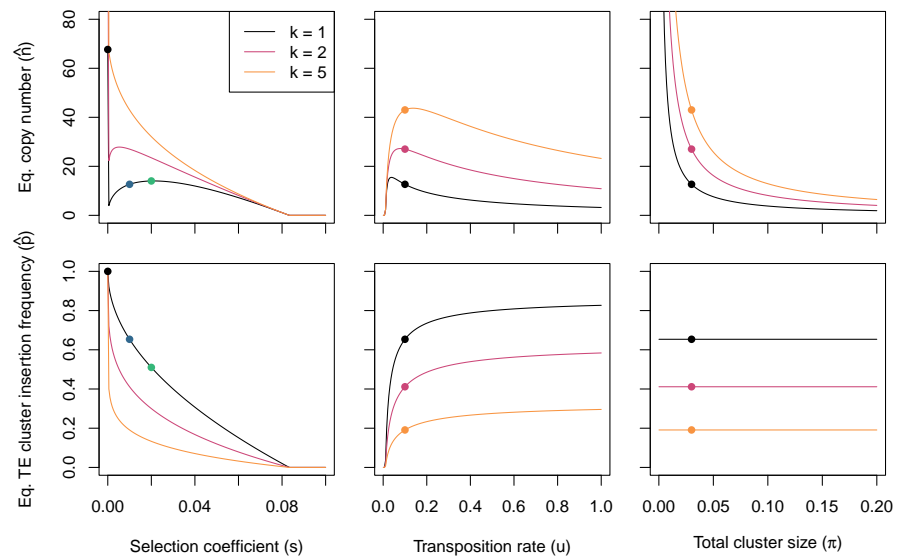 Eq. copy number (n̂)
80
60
40
20
0
k = 1
k = 2
k = 5
Eq. TE cluster insertion frequency (p̂)
1.0
0.8
0.6
0.4
0.2
0.0
0.00 0.04 0.08
Selection coefficient (s)
0.0 0.2 0.4 0.6 0.8 1.0
Transposition rate (u)
0.00 0.05 0.10 0.15 0.20
Total cluster size (π)